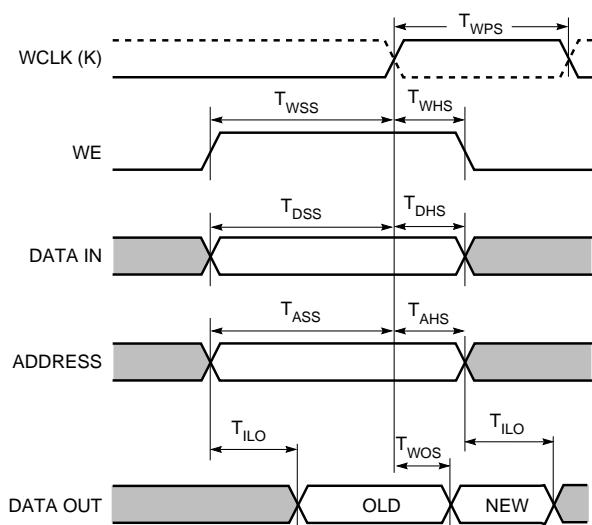 T_WPS
WCLK (K)
T_WSS T_WHS
WE
T_DSS T_DHS
DATA IN
T_ASS T_AHS
ADDRESS
T_ILO T_WOS T_ILO
DATA OUT OLD NEW